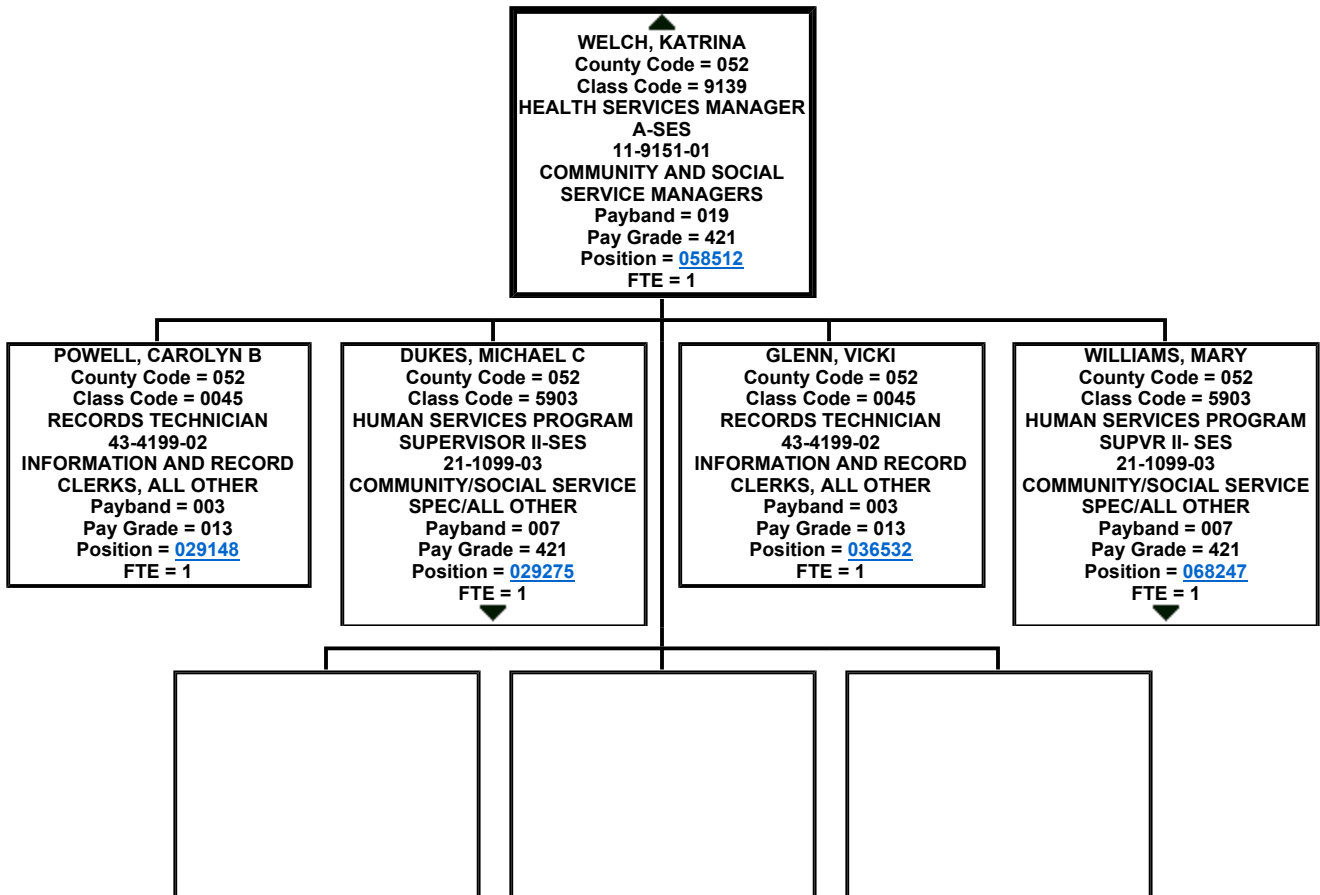 WELCH, KATRINA
County Code = 052
Class Code = 9139
HEALTH SERVICES MANAGER
A-SES
11-9151-01
COMMUNITY AND SOCIAL
SERVICE MANAGERS
Payband = 019
Pay Grade = 421
Position = 058512
FTE = 1
POWELL, CAROLYN B
County Code = 052
Class Code = 0045
RECORDS TECHNICIAN
43-4199-02
INFORMATION AND RECORD
CLERKS, ALL OTHER
Payband = 003
Pay Grade = 013
Position = 029148
FTE = 1
DUKES, MICHAEL C
County Code = 052
Class Code = 5903
HUMAN SERVICES PROGRAM
SUPERVISOR II-SES
21-1099-03
COMMUNITY/SOCIAL SERVICE
SPEC/ALL OTHER
Payband = 007
Pay Grade = 421
Position = 029275
FTE = 1
GLENN, VICKI
County Code = 052
Class Code = 0045
RECORDS TECHNICIAN
43-4199-02
INFORMATION AND RECORD
CLERKS, ALL OTHER
Payband = 003
Pay Grade = 013
Position = 036532
FTE = 1
WILLIAMS, MARY
County Code = 052
Class Code = 5903
HUMAN SERVICES PROGRAM
SUPVR II- SES
21-1099-03
COMMUNITY/SOCIAL SERVICE
SPEC/ALL OTHER
Payband = 007
Pay Grade = 421
Position = 068247
FTE = 1